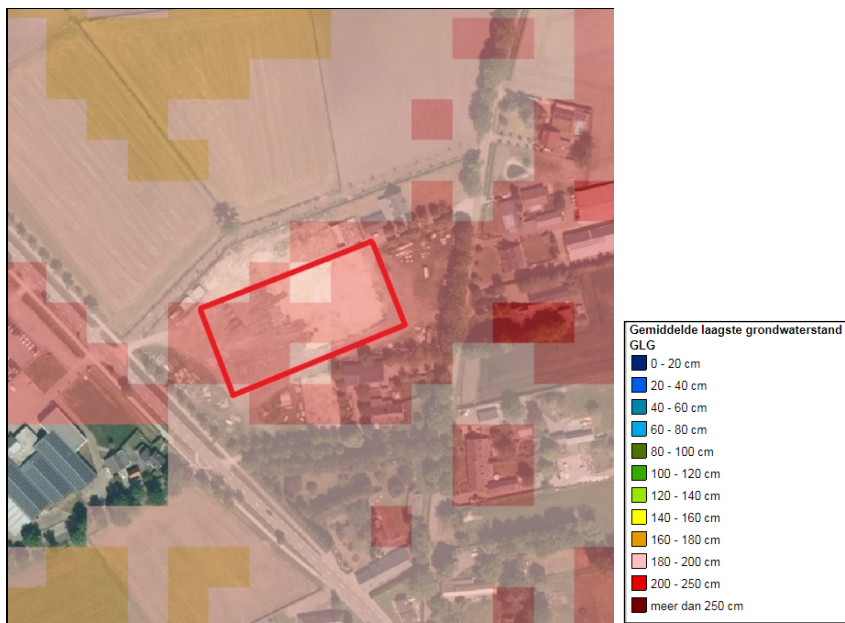 Gemiddelde laagste grondwaterstand
GLG
0 - 20 cm
20 - 40 cm
40 - 60 cm
60 - 80 cm
80 - 100 cm
100 - 120 cm
120 - 140 cm
140 - 160 cm
160 - 180 cm
180 - 200 cm
200 - 250 cm
meer dan 250 cm